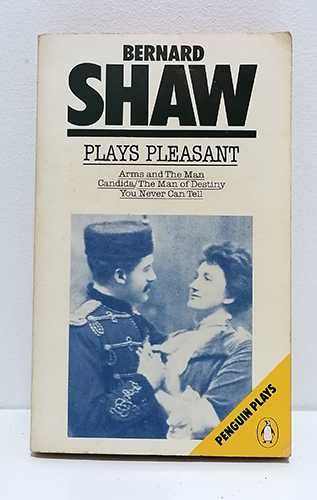 BERNARD
SHAW
PLAYS PLEASANT
Arms and The Man
Candida/The Man of Destiny
You Never Can Tell
PENGUIN PLAYS